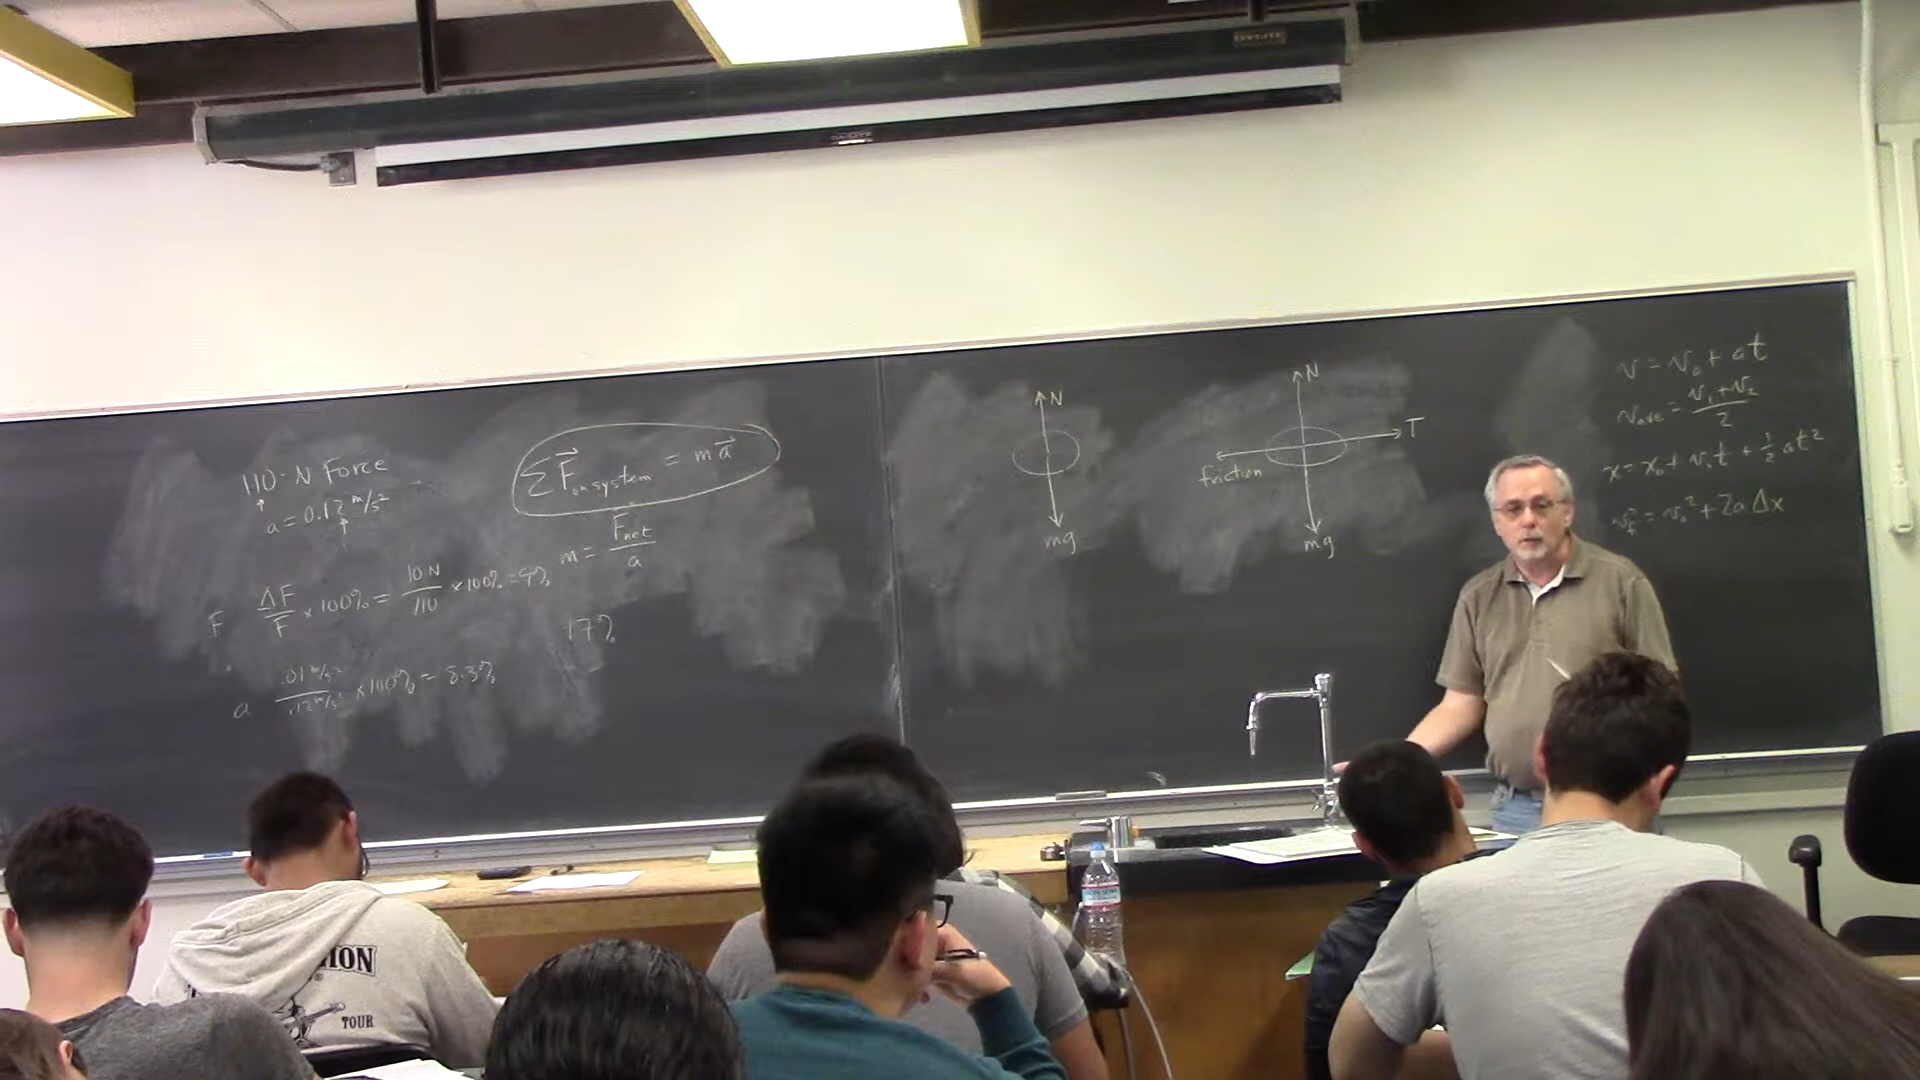 110-N Force
a = 0.12 m/s²
ΣF⃗ on system = ma⃗
m = Fnet / a
F ΔF/F × 100% = 10 N/110 × 100% = 9%
17%
a .01 m/s²/.12 m/s² × 100% = 8.3%
N
mg
N
T
friction
mg
v = v₀ + at
v_ave = (v₁ + v₂)/2
x = x₀ + v₀t + ½at²
v_f² = v₀² + 2aΔx
TOUR